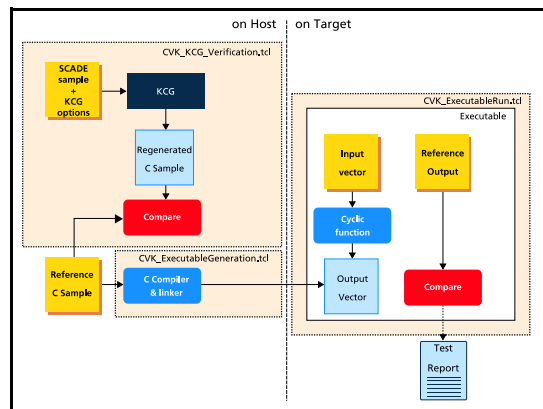 on Host
on Target
CVK_KCG_Verification.tcl
SCADE
sample
+
KCG
options
KCG
Regenerated
C Sample
Compare
Reference
C Sample
CVK_ExecutableGeneration.tcl
C Compiler
& linker
CVK_ExecutableRun.tcl
Executable
Input
vector
Reference
Output
Cyclic
function
Output
Vector
Compare
Test
Report